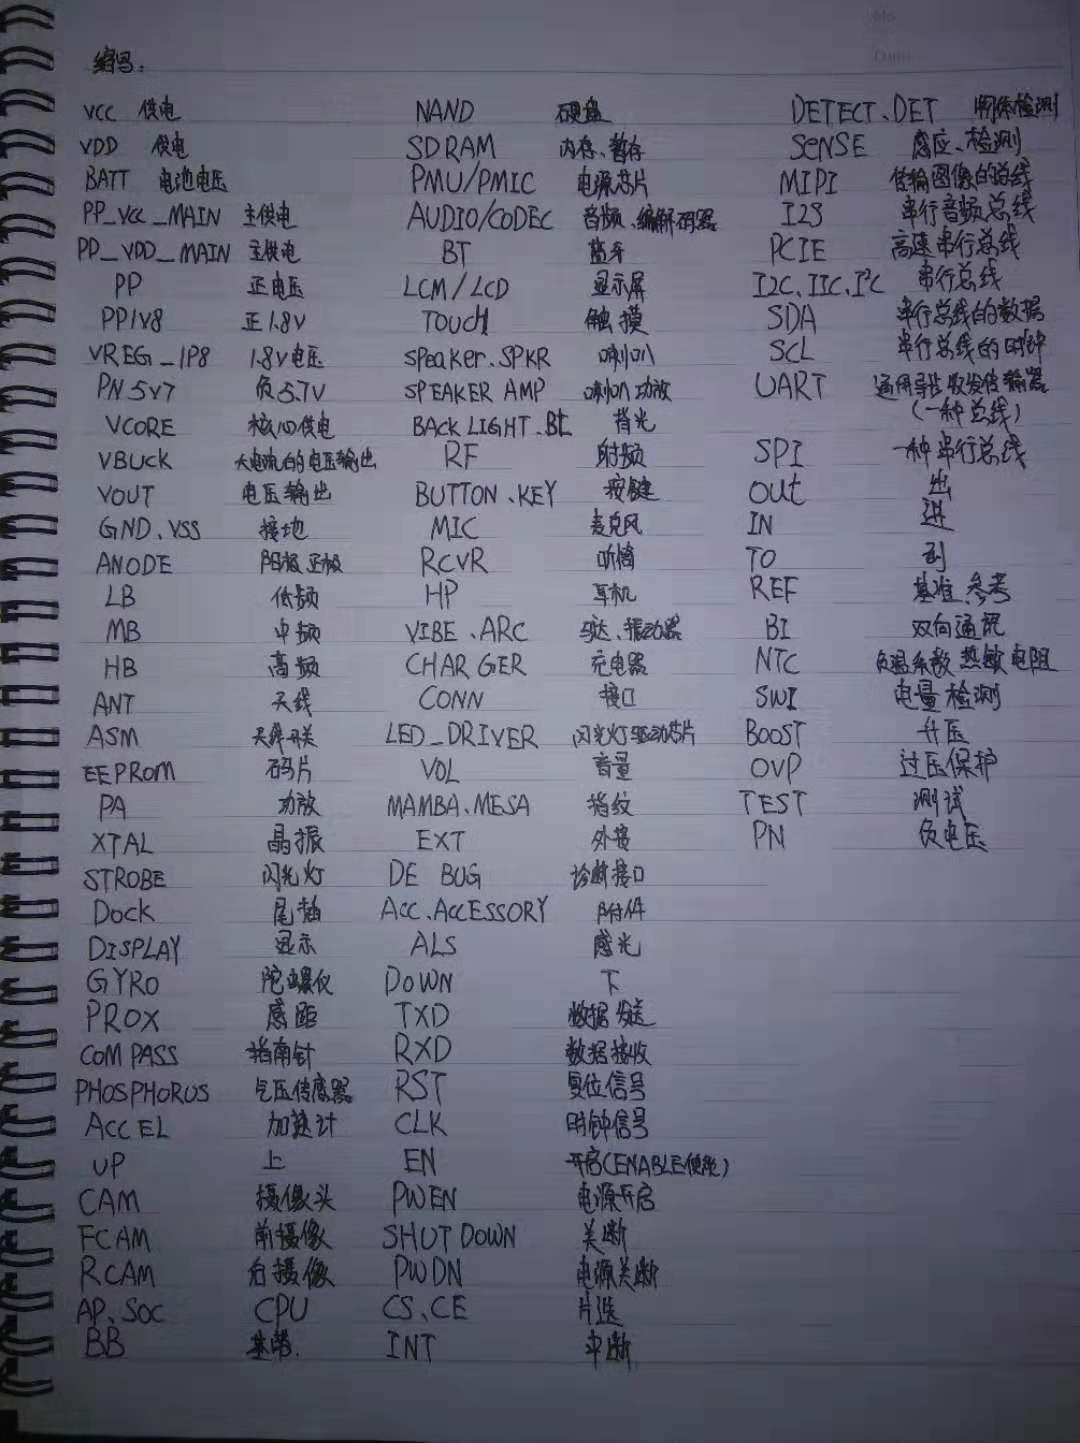 缩写:
VCC 供电
VDD 供电
BATT 电池电压
PP_VCC_MAIN 主供电
PP_VDD_MAIN 主供电
PP 正电压
PP1V8 正1.8V
VREG_1P8 1.8V电压
PN5V7 负5.7V
VCORE 核心供电
VBUCK 大电流的电压输出
VOUT 电压输出
GND、VSS 接地
ANODE 阳极 正极
LB 低频
MB 中频
HB 高频
ANT 天线
ASM 天线开关
EEPROM 码片
PA 功放
XTAL 晶振
STROBE 闪光灯
Dock 尾插
DISPLAY 显示
GYRO 陀螺仪
PROX 感距
COMPASS 指南针
PHOSPHORUS 气压传感器
ACCEL 加速计
UP 上
CAM 摄像头
FCAM 前摄像
RCAM 后摄像
AP、SOC CPU
BB 基带.
NAND 硬盘
SDRAM 内存、暂存
PMU/PMIC 电源芯片
AUDIO/CODEC 音频、编解码器
BT 蓝牙
LCM/LCD 显示屏
TOUCH 触摸
SPeaKer、SPKR 喇叭
SPEAKER AMP 喇叭功放
BACK LIGHT、BL 背光
RF 射频
BUTTON、KEY 按键
MIC 麦克风
RCVR 听筒
HP 耳机
VIBE、ARC 马达、振动器
CHARGER 充电器
CONN 接口
LED_DRIVER 闪光灯驱动芯片
VOL 音量
MAMBA、MESA 指纹
EXT 外接
DE BUG 诊断接口
ACC、ACCESSORY 附件
ALS 感光
DOWN 下
TXD 数据发送
RXD 数据接收
RST 复位信号
CLK 时钟信号
EN 开启(ENABLE使能)
PWEN 电源开启
SHUT DOWN 关断
PWDN 电源关断
CS、CE 片选
INT 中断
DETECT、DET 物体检测
SENSE 感应、检测
MIPI 传输图像的总线
I2S 串行音频总线
PCIE 高速串行总线
I2C、IIC、I²C 串行总线
SDA 串行总线的数据
SCL 串行总线的时钟
UART 通用异步收发传输器
(一种总线)
SPI 一种串行总线
OUt 出
IN 进
TO 到
REF 基准、参考
BI 双向通讯
NTC 负温系数 热敏电阻
SWI 电量检测
BOOST 升压
OVP 过压保护
TEST 测试
PN 负电压